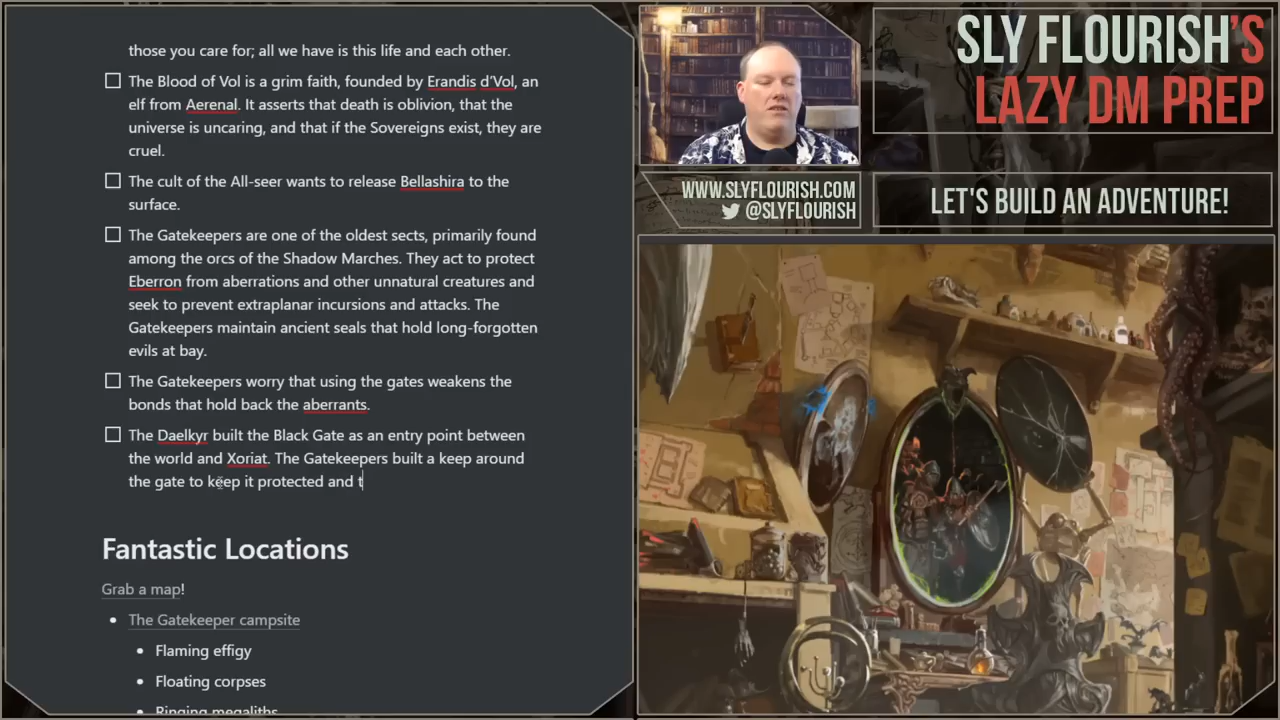 those you care for; all we have is this life and each other.
The Blood of Vol is a grim faith, founded by Erandis d'Vol, an
elf from Aerenal. It asserts that death is oblivion, that the
universe is uncaring, and that if the Sovereigns exist, they are
cruel.
The cult of the All-seer wants to release Bellashira to the
surface.
The Gatekeepers are one of the oldest sects, primarily found
among the orcs of the Shadow Marches. They act to protect
Eberron from aberrations and other unnatural creatures and
seek to prevent extraplanar incursions and attacks. The
Gatekeepers maintain ancient seals that hold long-forgotten
evils at bay.
The Gatekeepers worry that using the gates weakens the
bonds that hold back the aberrants.
The Daelkyr built the Black Gate as an entry point between
the world and Xoriat. The Gatekeepers built a keep around
the gate to keep it protected and t
Fantastic Locations
Grab a map!
The Gatekeeper campsite
Flaming effigy
Floating corpses
Ringing megaliths
SLY FLOURISH'S
LAZY DM PREP
WWW.SLYFLOURISH.COM
@SLYFLOURISH
LET'S BUILD AN ADVENTURE!